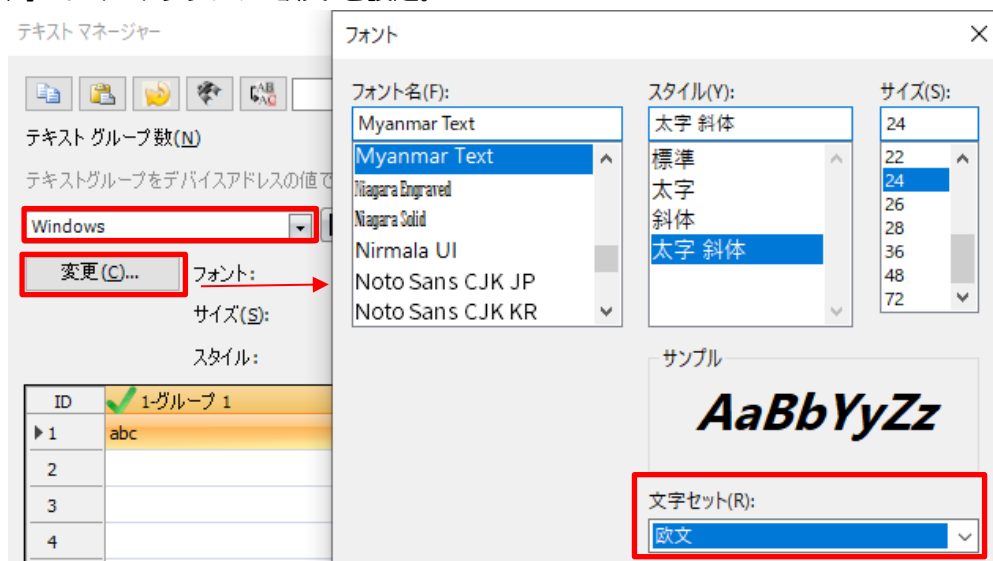 テキスト マネージャー
テキスト グループ数(N)
テキストグループをデバイスアドレスの値で
Windows
変更(C)...
フォント:
サイズ(S):
スタイル:
ID
1-グループ 1
1
abc
2
3
4
フォント
フォント名(F):
Myanmar Text
Myanmar Text
Niagara Engraved
Niagara Solid
Nirmala UI
Noto Sans CJK JP
Noto Sans CJK KR
スタイル(Y):
太字 斜体
標準
太字
斜体
太字 斜体
サイズ(S):
24
22
24
26
28
36
48
72
サンプル
AaBbYyZz
文字セット(R):
欧文